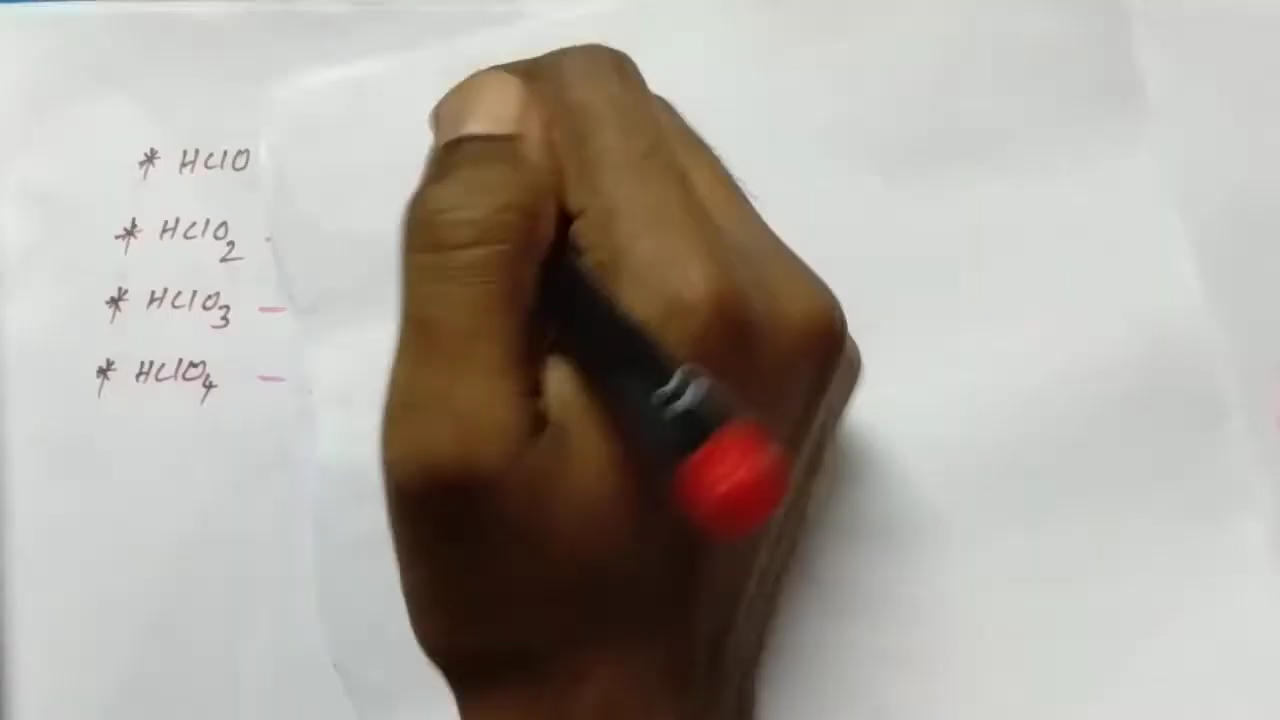 * HClO
* HClO₂
* HClO₃ —
* HClO₄ —